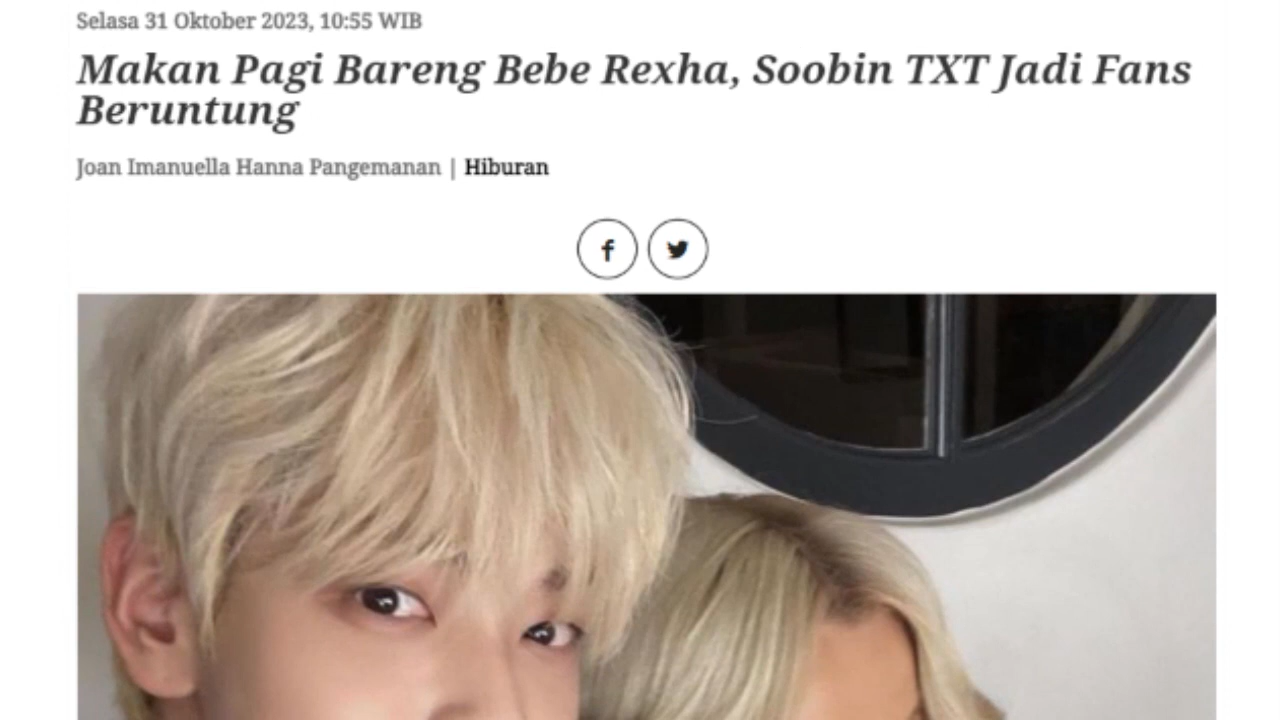 Selasa 31 Oktober 2023, 10:55 WIB
Makan Pagi Bareng Bebe Rexha, Soobin TXT Jadi Fans
Beruntung
Joan Imanuella Hanna Pangemanan | Hiburan